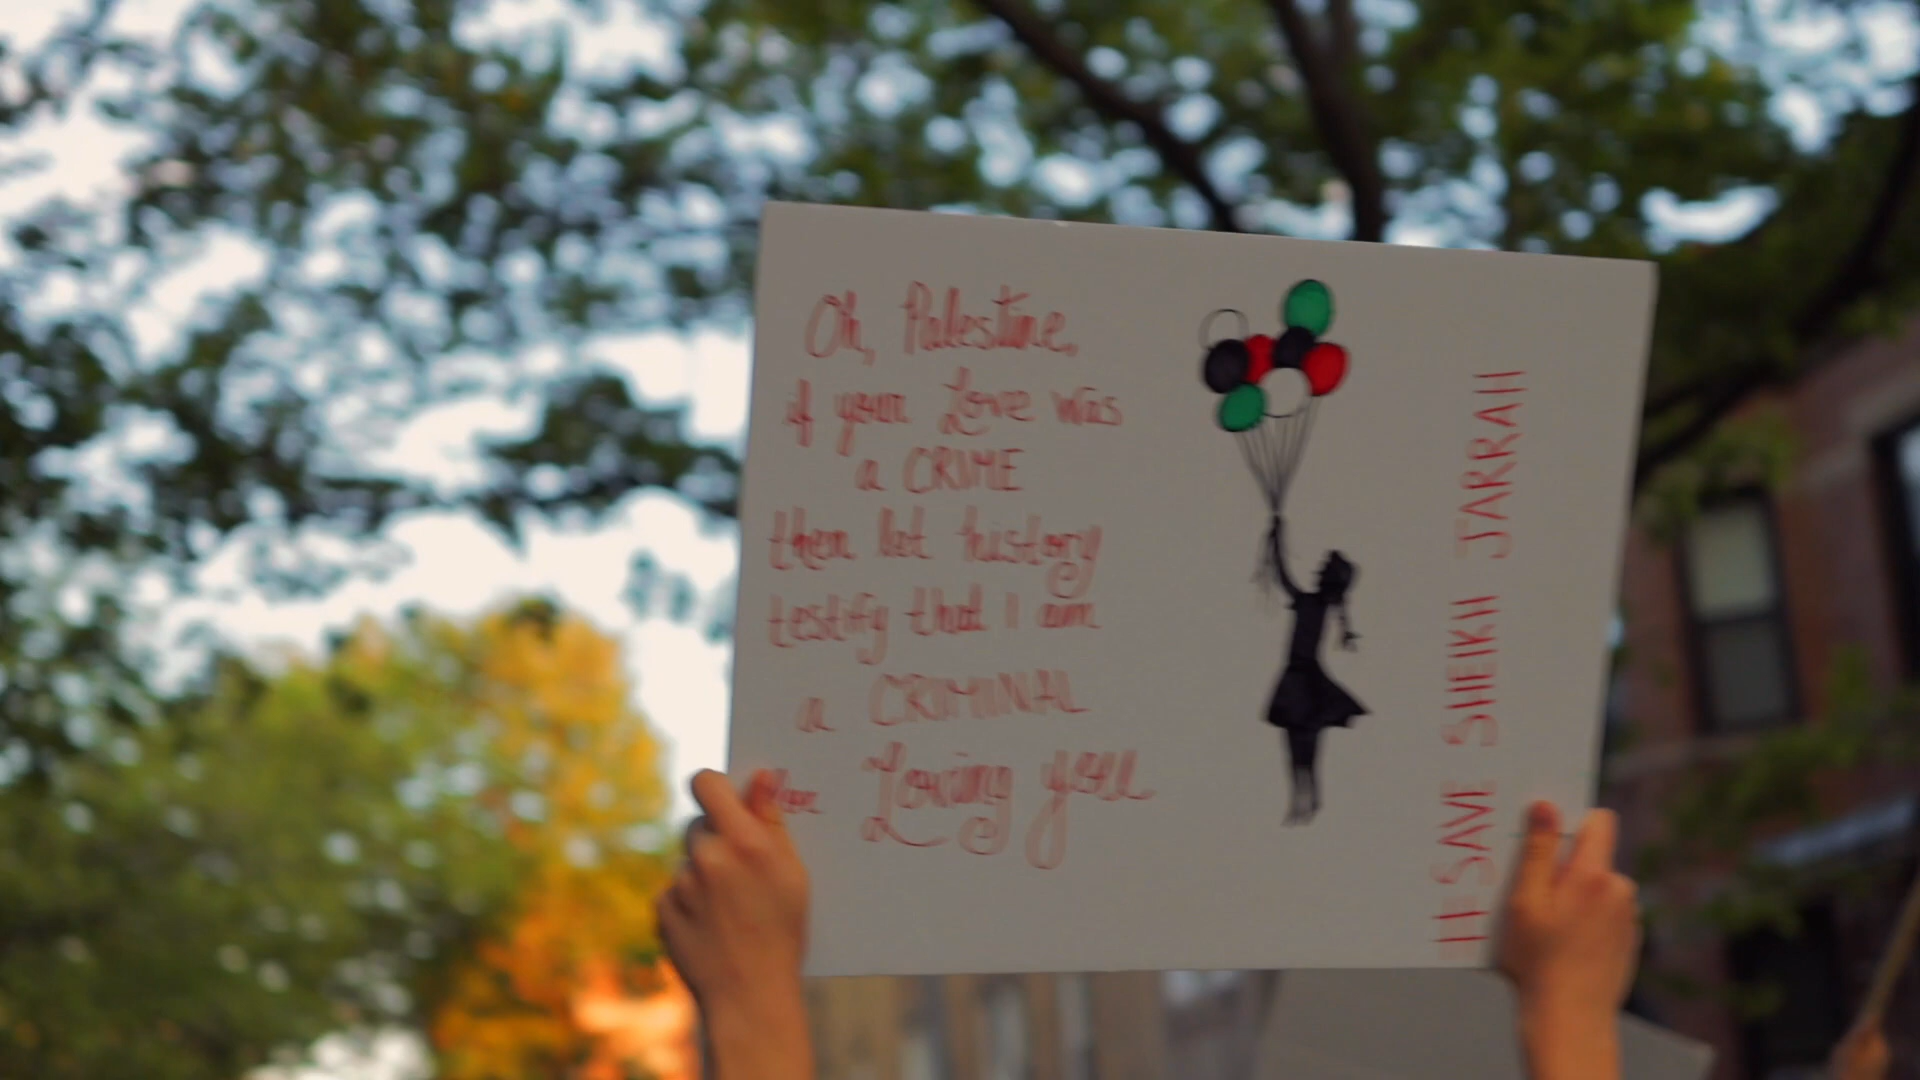 Oh, Palestine,
if your Love was
a CRIME
then let history
testify that I am
a CRIMINAL
for Loving you
#SAVE SHEIKH JARRAH